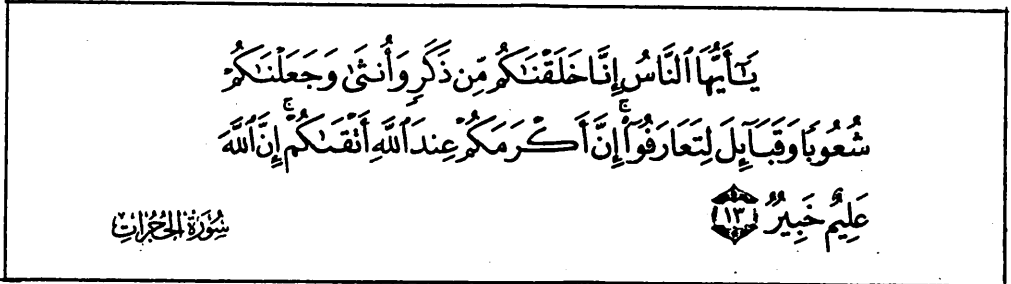 يَـٰٓأَيُّهَا ٱلنَّاسُ إِنَّا خَلَقْنَـٰكُم مِّن ذَكَرٍ وَأُنثَىٰ وَجَعَلْنَـٰكُمْ
شُعُوبًا وَقَبَآئِلَ لِتَعَارَفُوٓا۟ ۚ إِنَّ أَكْرَمَكُمْ عِندَ ٱللَّهِ أَتْقَىٰكُمْ ۚ إِنَّ ٱللَّهَ
عَلِيمٌ خَبِيرٌ ١٣ سُورَةُ الحُجُرَاتِ